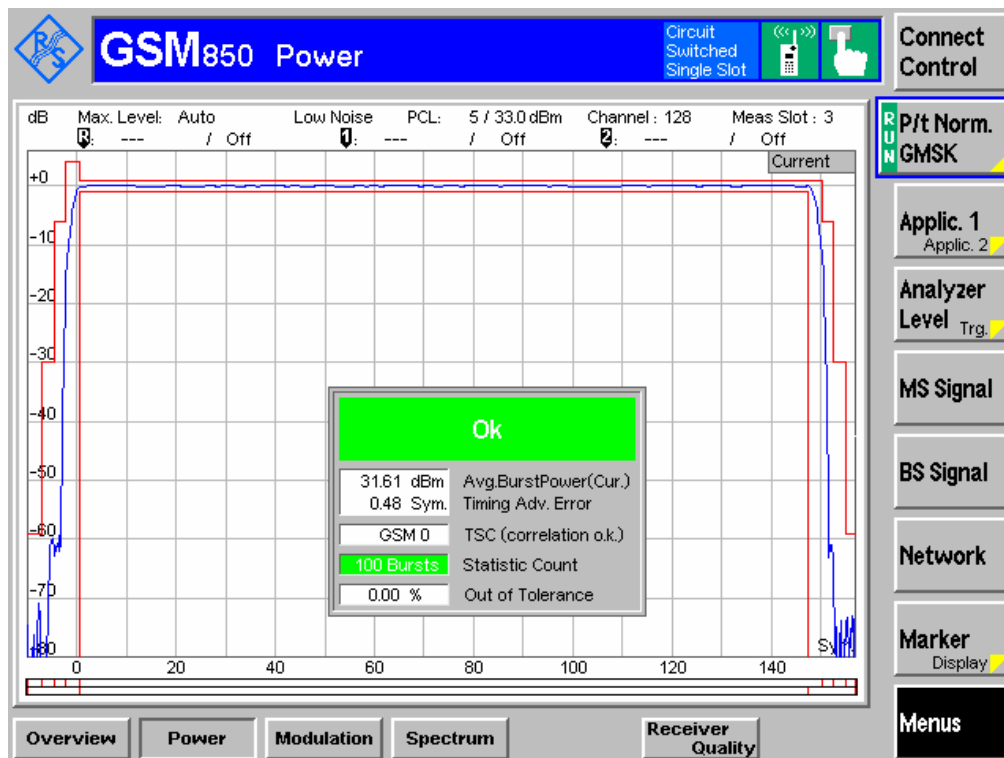 R S
GSM850 Power
Circuit Switched Single Slot
Connect Control
dB Max. Level: Auto Low Noise PCL: 5 / 33.0 dBm Channel : 128 Meas Slot : 3
R: --- / Off 1: --- / Off 2: --- / Off
Current
RUN
P/t Norm. GMSK
Applic. 1
Applic. 2
Analyzer Level Trg.
MS Signal
BS Signal
Network
Marker
Display
Menus
+0
-10
-20
-30
-40
-50
-60
-70
-80
Ok
31.61 dBm Avg.BurstPower(Cur.)
0.48 Sym. Timing Adv. Error
GSM 0 TSC (correlation o.k.)
100 Bursts Statistic Count
0.00 % Out of Tolerance
0 20 40 60 80 100 120 140
Overview Power Modulation Spectrum Receiver Quality